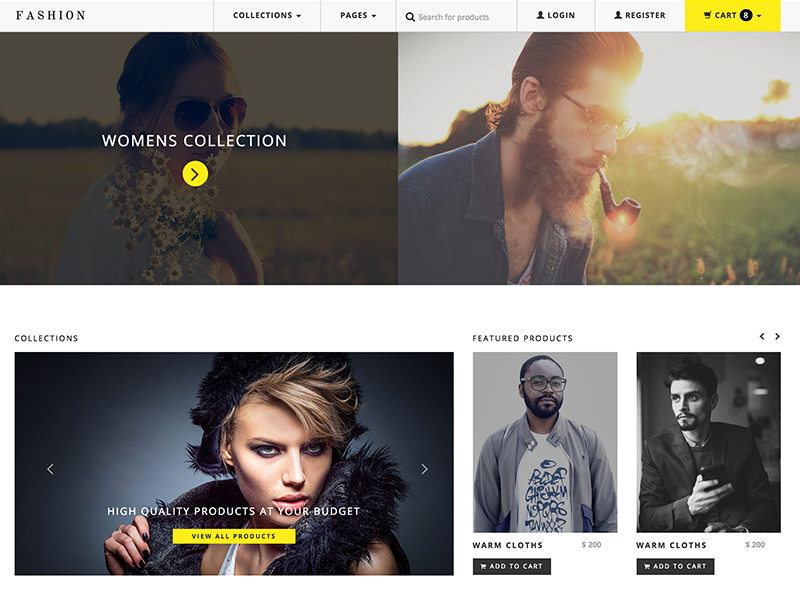 FASHION
COLLECTIONS
PAGES
Search for products
LOGIN
REGISTER
CART 8
WOMENS COLLECTION
COLLECTIONS
FEATURED PRODUCTS
HIGH QUALITY PRODUCTS AT YOUR BUDGET
VIEW ALL PRODUCTS
WARM CLOTHS $ 200
ADD TO CART
WARM CLOTHS $ 200
ADD TO CART